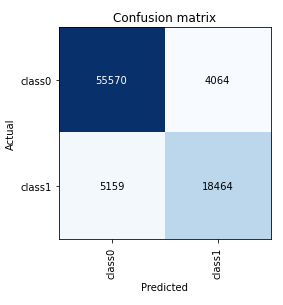 Confusion matrix
Actual
class0
55570
4064
class1
5159
18464
class0
class1
Predicted